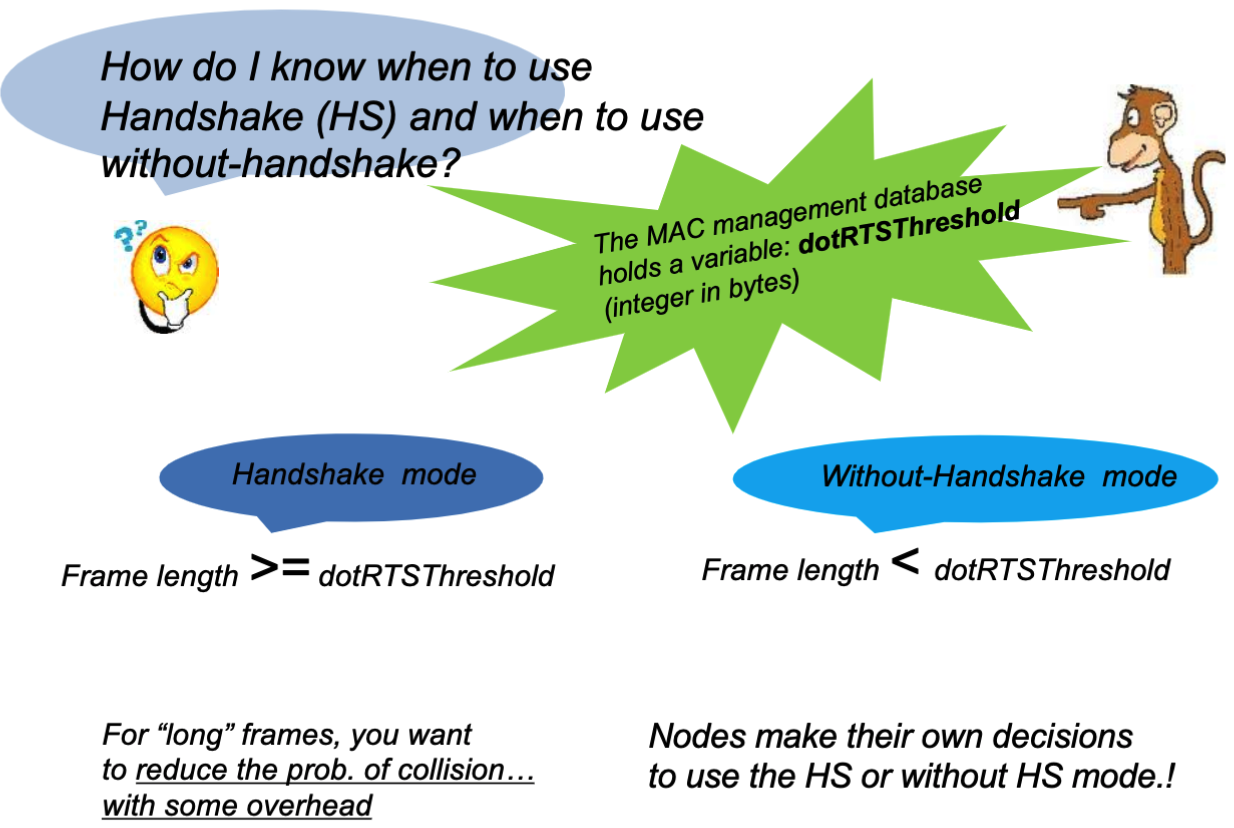 How do I know when to use
Handshake (HS) and when to use
without-handshake?
??
The MAC management database
holds a variable: dotRTSThreshold
(integer in bytes)
Handshake mode
Without-Handshake mode
Frame length >= dotRTSThreshold
Frame length < dotRTSThreshold
For “long” frames, you want
to reduce the prob. of collision…
with some overhead
Nodes make their own decisions
to use the HS or without HS mode.!